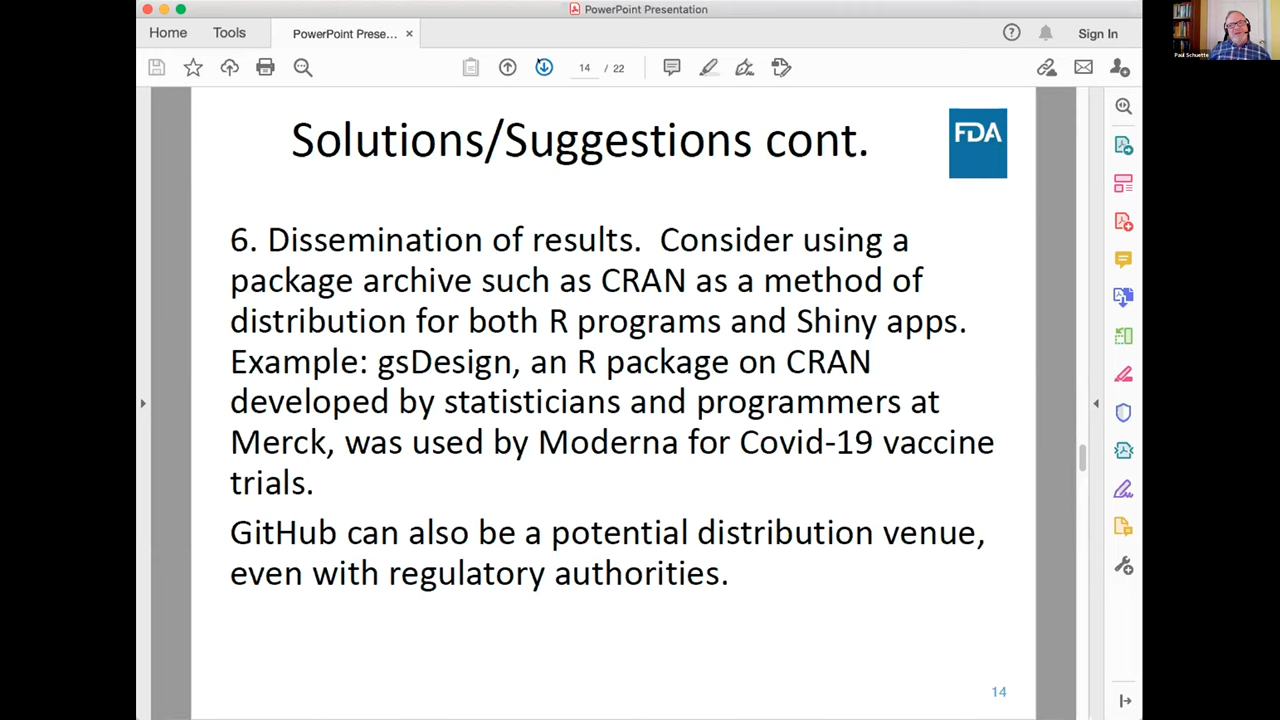 PowerPoint Presentation
Home
Tools
PowerPoint Prese...
Sign In
14 / 22
Paul Schuette
Solutions/Suggestions cont.
FDA
6. Dissemination of results. Consider using a
package archive such as CRAN as a method of
distribution for both R programs and Shiny apps.
Example: gsDesign, an R package on CRAN
developed by statisticians and programmers at
Merck, was used by Moderna for Covid-19 vaccine
trials.
GitHub can also be a potential distribution venue,
even with regulatory authorities.
14